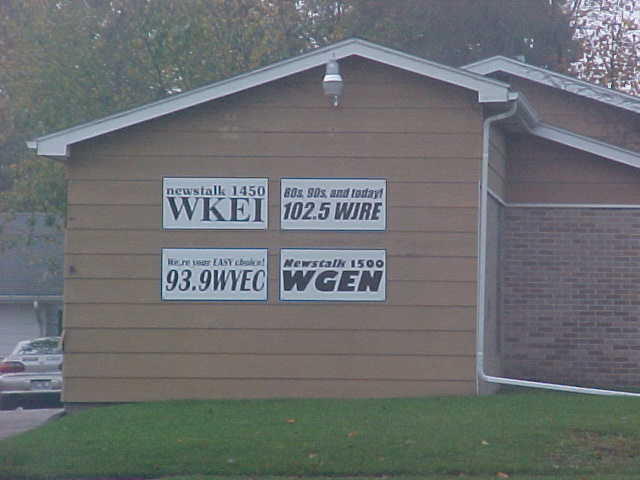 newstalk 1450
WKEI
80s, 90s, and today!
102.5 WJRE
We,re your EASY choice!
93.9WYEC
Newstalk 1500
WGEN